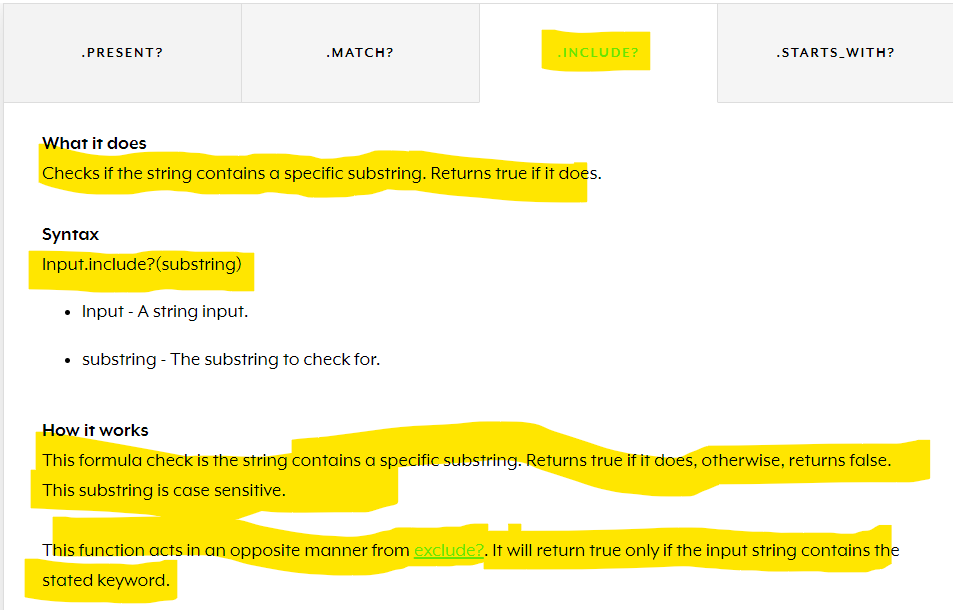 .PRESENT?
.MATCH?
.INCLUDE?
.STARTS_WITH?
What it does
Checks if the string contains a specific substring. Returns true if it does.
Syntax
Input.include?(substring)
• Input - A string input.
• substring - The substring to check for.
How it works
This formula check is the string contains a specific substring. Returns true if it does, otherwise, returns false.
This substring is case sensitive.
This function acts in an opposite manner from exclude?. It will return true only if the input string contains the
stated keyword.